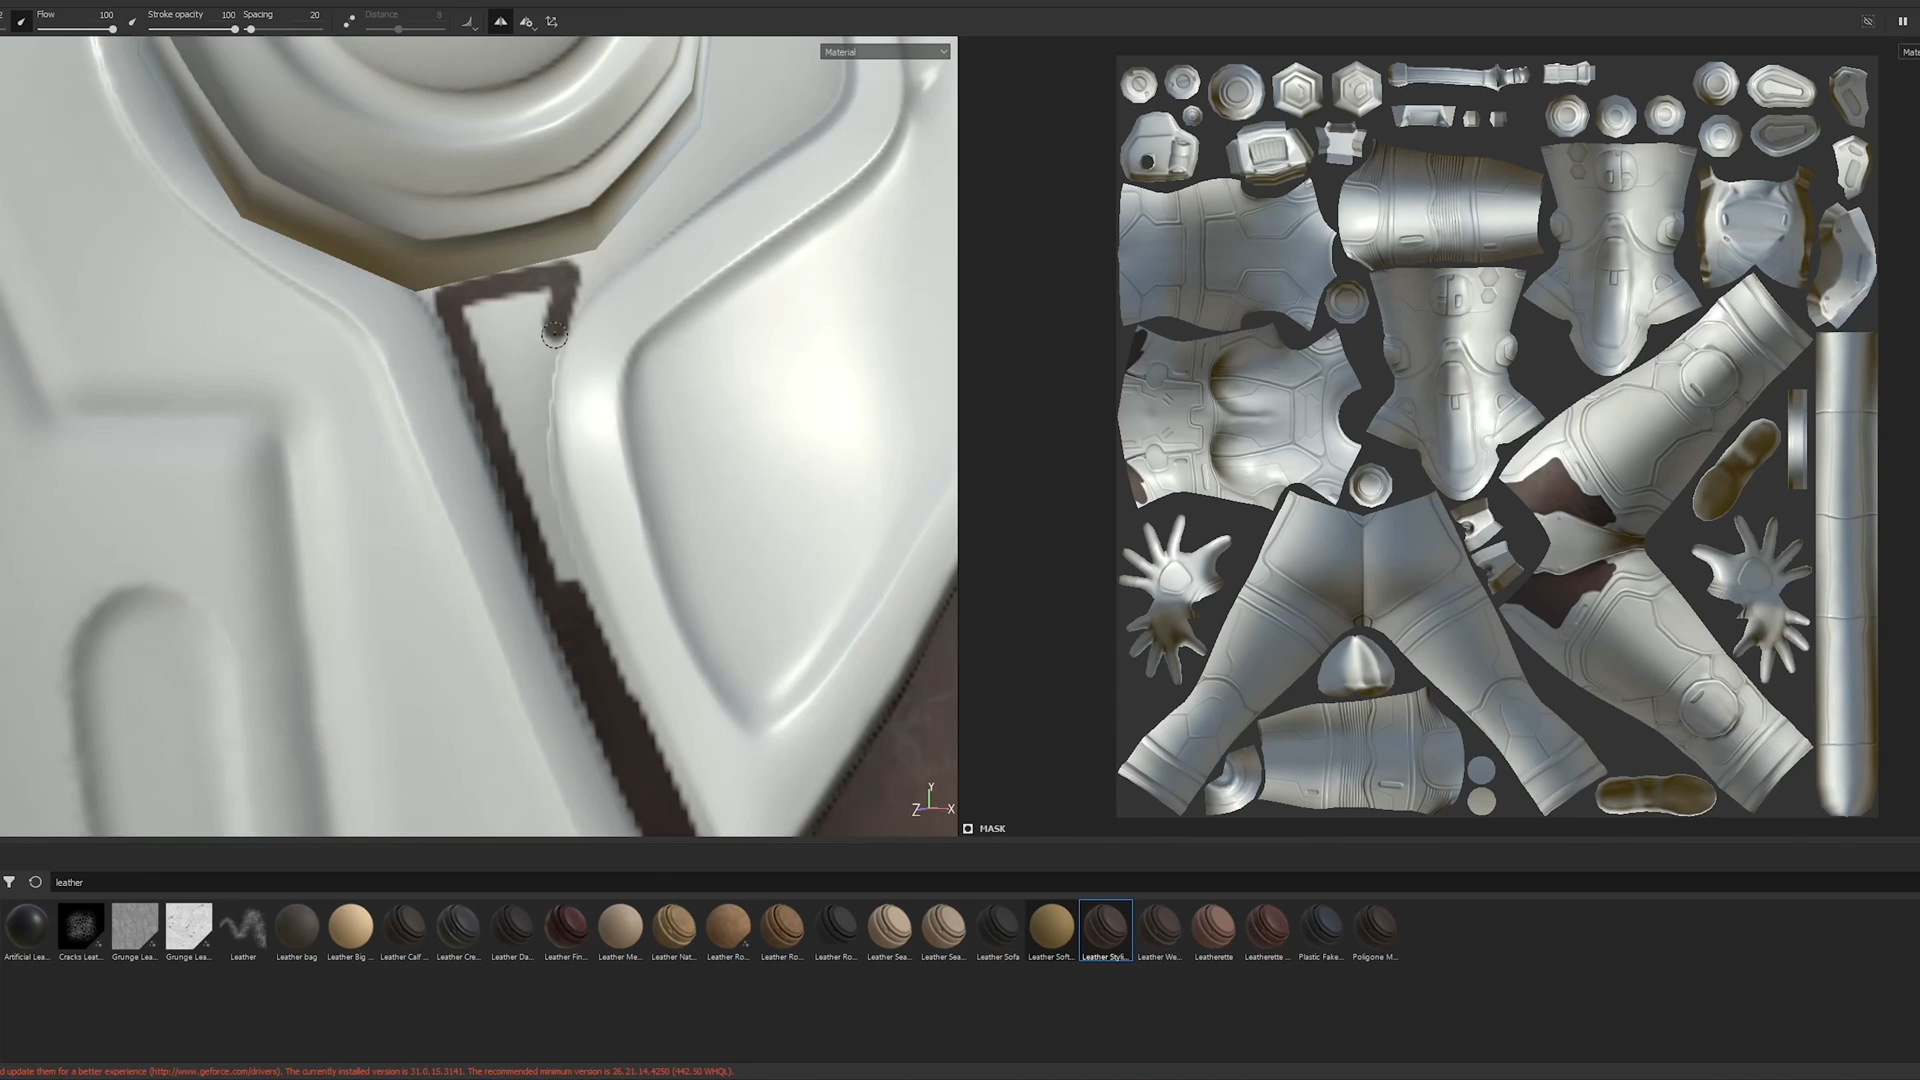 2 Flow 100 Stroke opacity 100 Spacing 20 Distance 8
Material
Mate
Y
Z X
MASK
leather
Artificial Lea... Cracks Leat... Grunge Lea... Grunge Lea... Leather Leather bag Leather Big ... Leather Calf ... Leather Cre... Leather Da... Leather Fin... Leather Me... Leather Nat... Leather Ro... Leather Ro... Leather Ro... Leather Sea... Leather Sea... Leather Sofa Leather Soft... Leather Styli... Leather We... Leatherette Leatherette ... Plastic Fake... Poligone M...
d update them for a better experience (http://www.geforce.com/drivers). The currently installed version is 31.0.15.3141. The recommended minimum version is 26.21.14.4250 (442.50 WHQL).